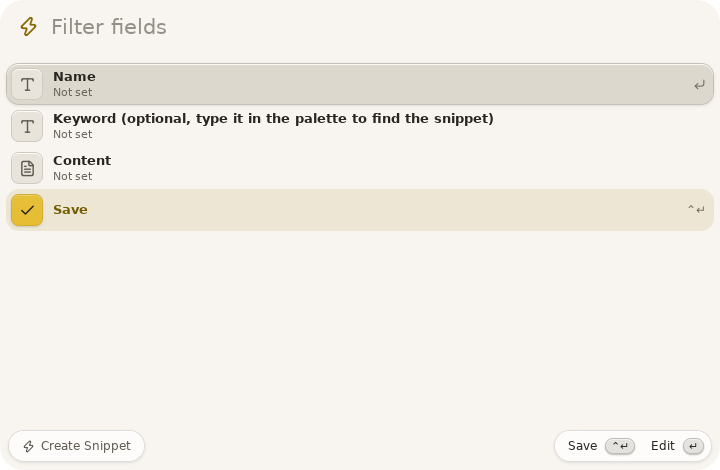 Filter fields
Name
Not set
Keyword (optional, type it in the palette to find the snippet)
Not set
Content
Not set
Save
Create Snippet
Save
Edit